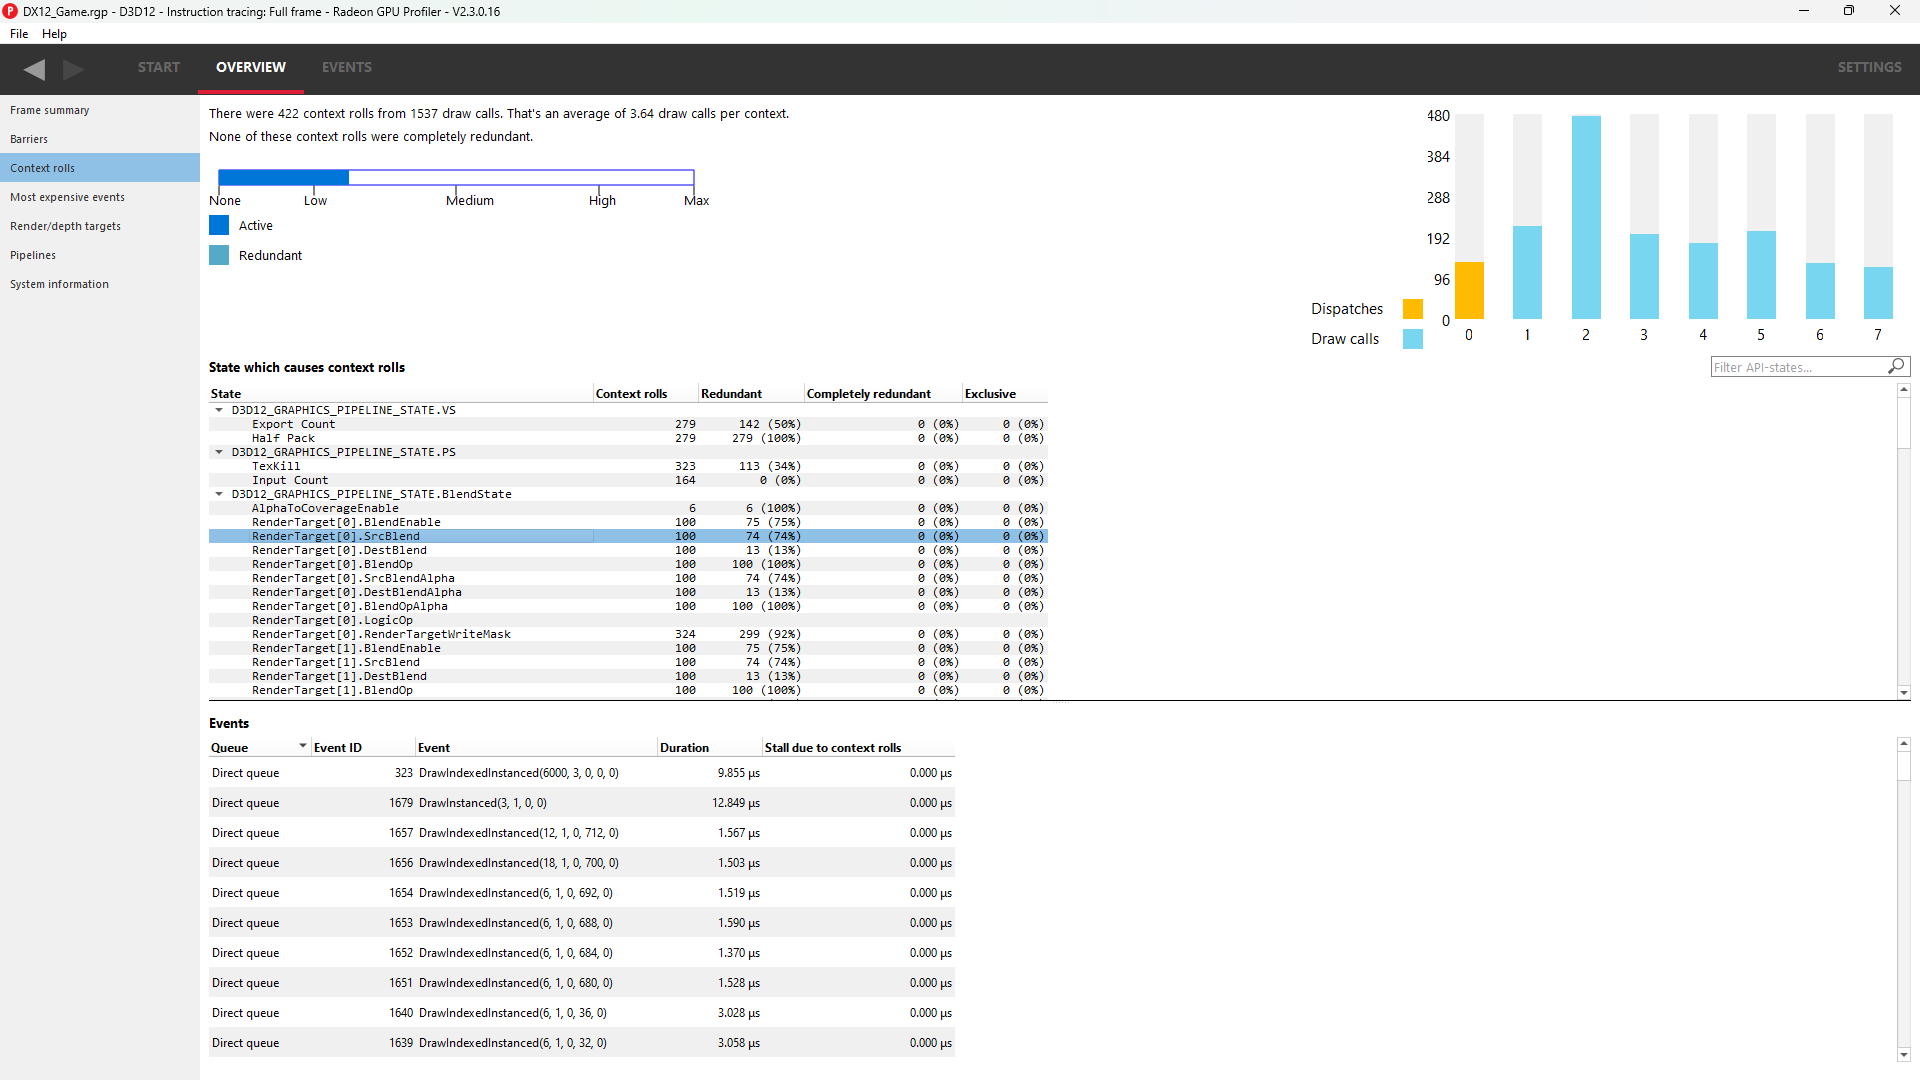 DX12_Game.rgp - D3D12 - Instruction tracing: Full frame - Radeon GPU Profiler - V2.3.0.16
File Help
START OVERVIEW EVENTS SETTINGS
Frame summary
Barriers
Context rolls
Most expensive events
Render/depth targets
Pipelines
System information
There were 422 context rolls from 1537 draw calls. That's an average of 3.64 draw calls per context.
None of these context rolls were completely redundant.
None Low Medium High Max
Active
Redundant
480
384
288
192
96
0
Dispatches
Draw calls
0 1 2 3 4 5 6 7
State which causes context rolls
Filter API-states...
State Context rolls Redundant Completely redundant Exclusive
D3D12_GRAPHICS_PIPELINE_STATE.VS
Export Count 279 142 (50%) 0 (0%) 0 (0%)
Half Pack 279 279 (100%) 0 (0%) 0 (0%)
D3D12_GRAPHICS_PIPELINE_STATE.PS
TexKill 323 113 (34%) 0 (0%) 0 (0%)
Input Count 164 0 (0%) 0 (0%) 0 (0%)
D3D12_GRAPHICS_PIPELINE_STATE.BlendState
AlphaToCoverageEnable 6 6 (100%) 0 (0%) 0 (0%)
RenderTarget[0].BlendEnable 100 75 (75%) 0 (0%) 0 (0%)
RenderTarget[0].SrcBlend 100 74 (74%) 0 (0%) 0 (0%)
RenderTarget[0].DestBlend 100 13 (13%) 0 (0%) 0 (0%)
RenderTarget[0].BlendOp 100 100 (100%) 0 (0%) 0 (0%)
RenderTarget[0].SrcBlendAlpha 100 74 (74%) 0 (0%) 0 (0%)
RenderTarget[0].DestBlendAlpha 100 13 (13%) 0 (0%) 0 (0%)
RenderTarget[0].BlendOpAlpha 100 100 (100%) 0 (0%) 0 (0%)
RenderTarget[0].LogicOp
RenderTarget[0].RenderTargetWriteMask 324 299 (92%) 0 (0%) 0 (0%)
RenderTarget[1].BlendEnable 100 75 (75%) 0 (0%) 0 (0%)
RenderTarget[1].SrcBlend 100 74 (74%) 0 (0%) 0 (0%)
RenderTarget[1].DestBlend 100 13 (13%) 0 (0%) 0 (0%)
RenderTarget[1].BlendOp 100 100 (100%) 0 (0%) 0 (0%)
Events
Queue Event ID Event Duration Stall due to context rolls
Direct queue 323 DrawIndexedInstanced(6000, 3, 0, 0, 0) 9.855 µs 0.000 µs
Direct queue 1679 DrawInstanced(3, 1, 0, 0) 12.849 µs 0.000 µs
Direct queue 1657 DrawIndexedInstanced(12, 1, 0, 712, 0) 1.567 µs 0.000 µs
Direct queue 1656 DrawIndexedInstanced(18, 1, 0, 700, 0) 1.503 µs 0.000 µs
Direct queue 1654 DrawIndexedInstanced(6, 1, 0, 692, 0) 1.519 µs 0.000 µs
Direct queue 1653 DrawIndexedInstanced(6, 1, 0, 688, 0) 1.590 µs 0.000 µs
Direct queue 1652 DrawIndexedInstanced(6, 1, 0, 684, 0) 1.370 µs 0.000 µs
Direct queue 1651 DrawIndexedInstanced(6, 1, 0, 680, 0) 1.528 µs 0.000 µs
Direct queue 1640 DrawIndexedInstanced(6, 1, 0, 36, 0) 3.028 µs 0.000 µs
Direct queue 1639 DrawIndexedInstanced(6, 1, 0, 32, 0) 3.058 µs 0.000 µs